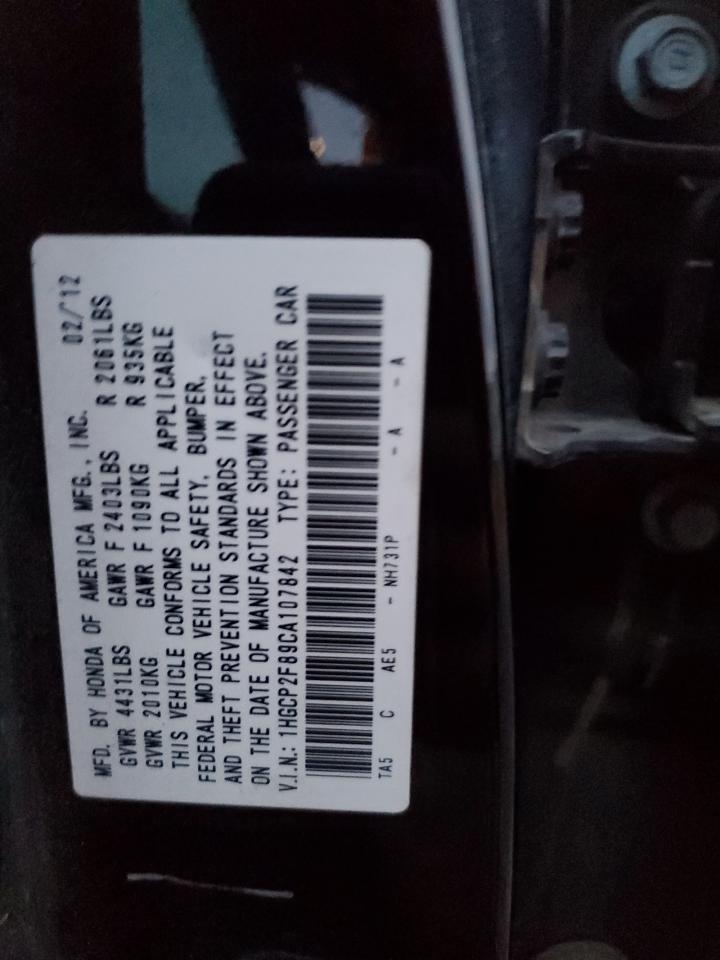 MFD. BY HONDA OF AMERICA MFG., INC. 02/'12
GVWR 4431LBS GAWR F 2403LBS R 2061LBS
GVWR 2010KG GAWR F 1090KG R 935KG
THIS VEHICLE CONFORMS TO ALL APPLICABLE
FEDERAL MOTOR VEHICLE SAFETY, BUMPER,
AND THEFT PREVENTION STANDARDS IN EFFECT
ON THE DATE OF MANUFACTURE SHOWN ABOVE.
V.I.N.: 1HGCP2F89CA107842 TYPE: PASSENGER CAR
TA5 C AE5 - NH731P - A - A